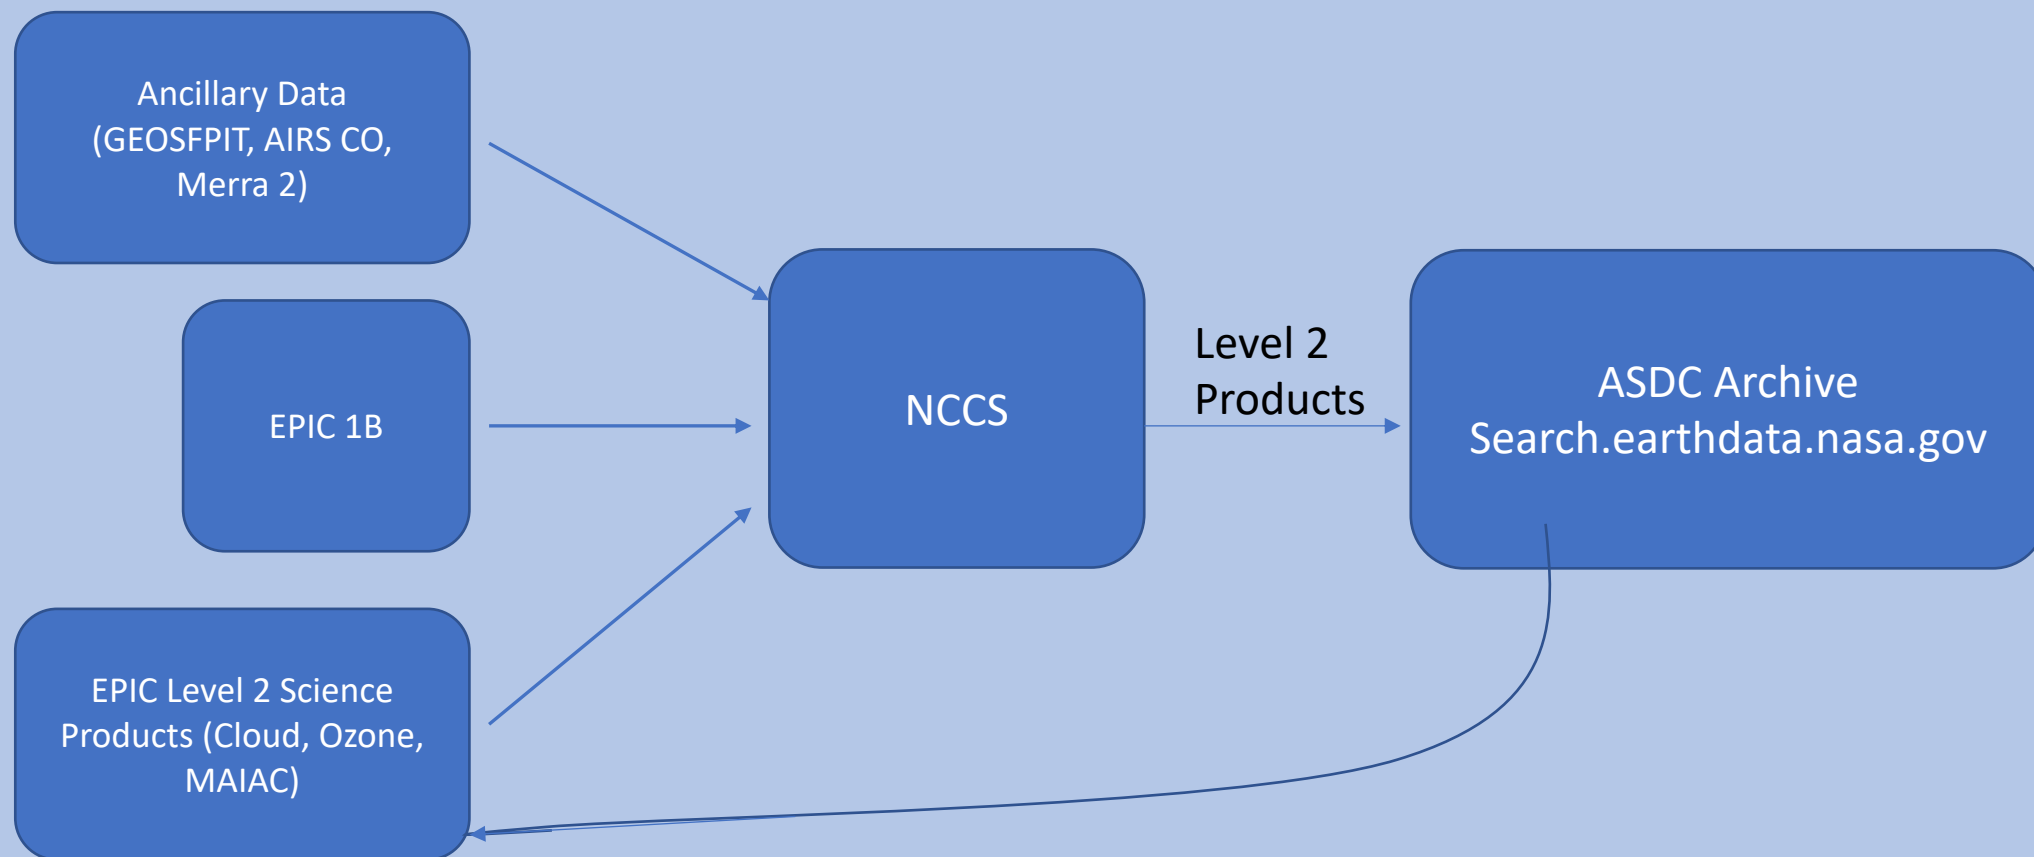 Ancillary Data
(GEOSFPIT, AIRS CO,
Merra 2)
EPIC 1B
EPIC Level 2 Science
Products (Cloud, Ozone,
MAIAC)
NCCS
Level 2
Products
ASDC Archive
Search.earthdata.nasa.gov